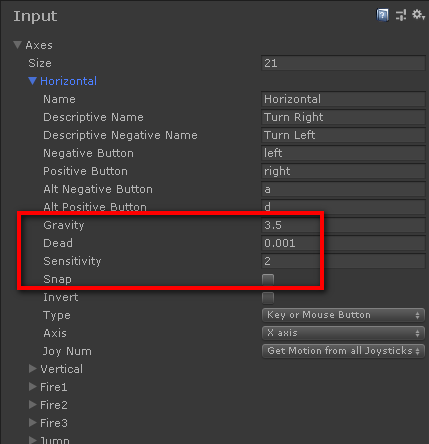 Input
Axes
Size 21
Horizontal
Name Horizontal
Descriptive Name Turn Right
Descriptive Negative Name Turn Left
Negative Button left
Positive Button right
Alt Negative Button a
Alt Positive Button d
Gravity 3.5
Dead 0.001
Sensitivity 2
Snap
Invert
Type Key or Mouse Button
Axis X axis
Joy Num Get Motion from all Joysticks
Vertical
Fire1
Fire2
Fire3
Jump